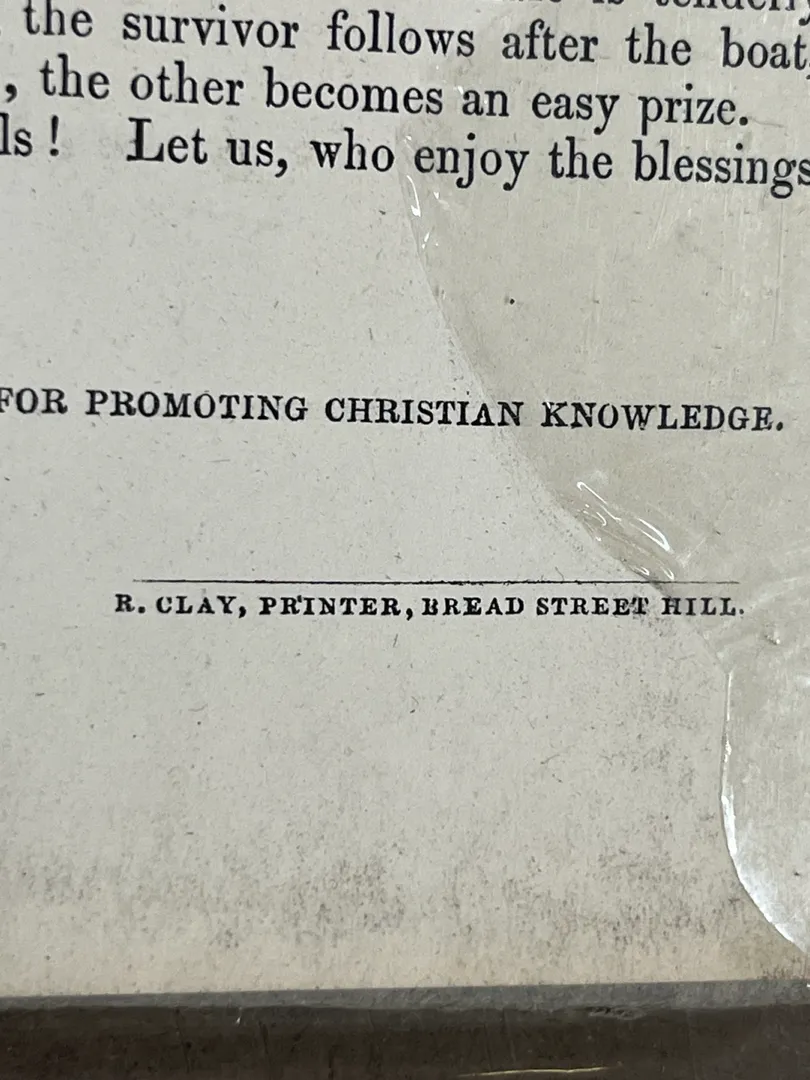 the survivor follows after the boat
, the other becomes an easy prize.
ls! Let us, who enjoy the blessings
FOR PROMOTING CHRISTIAN KNOWLEDGE.
R. CLAY, PRINTER, BREAD STREET HILL.